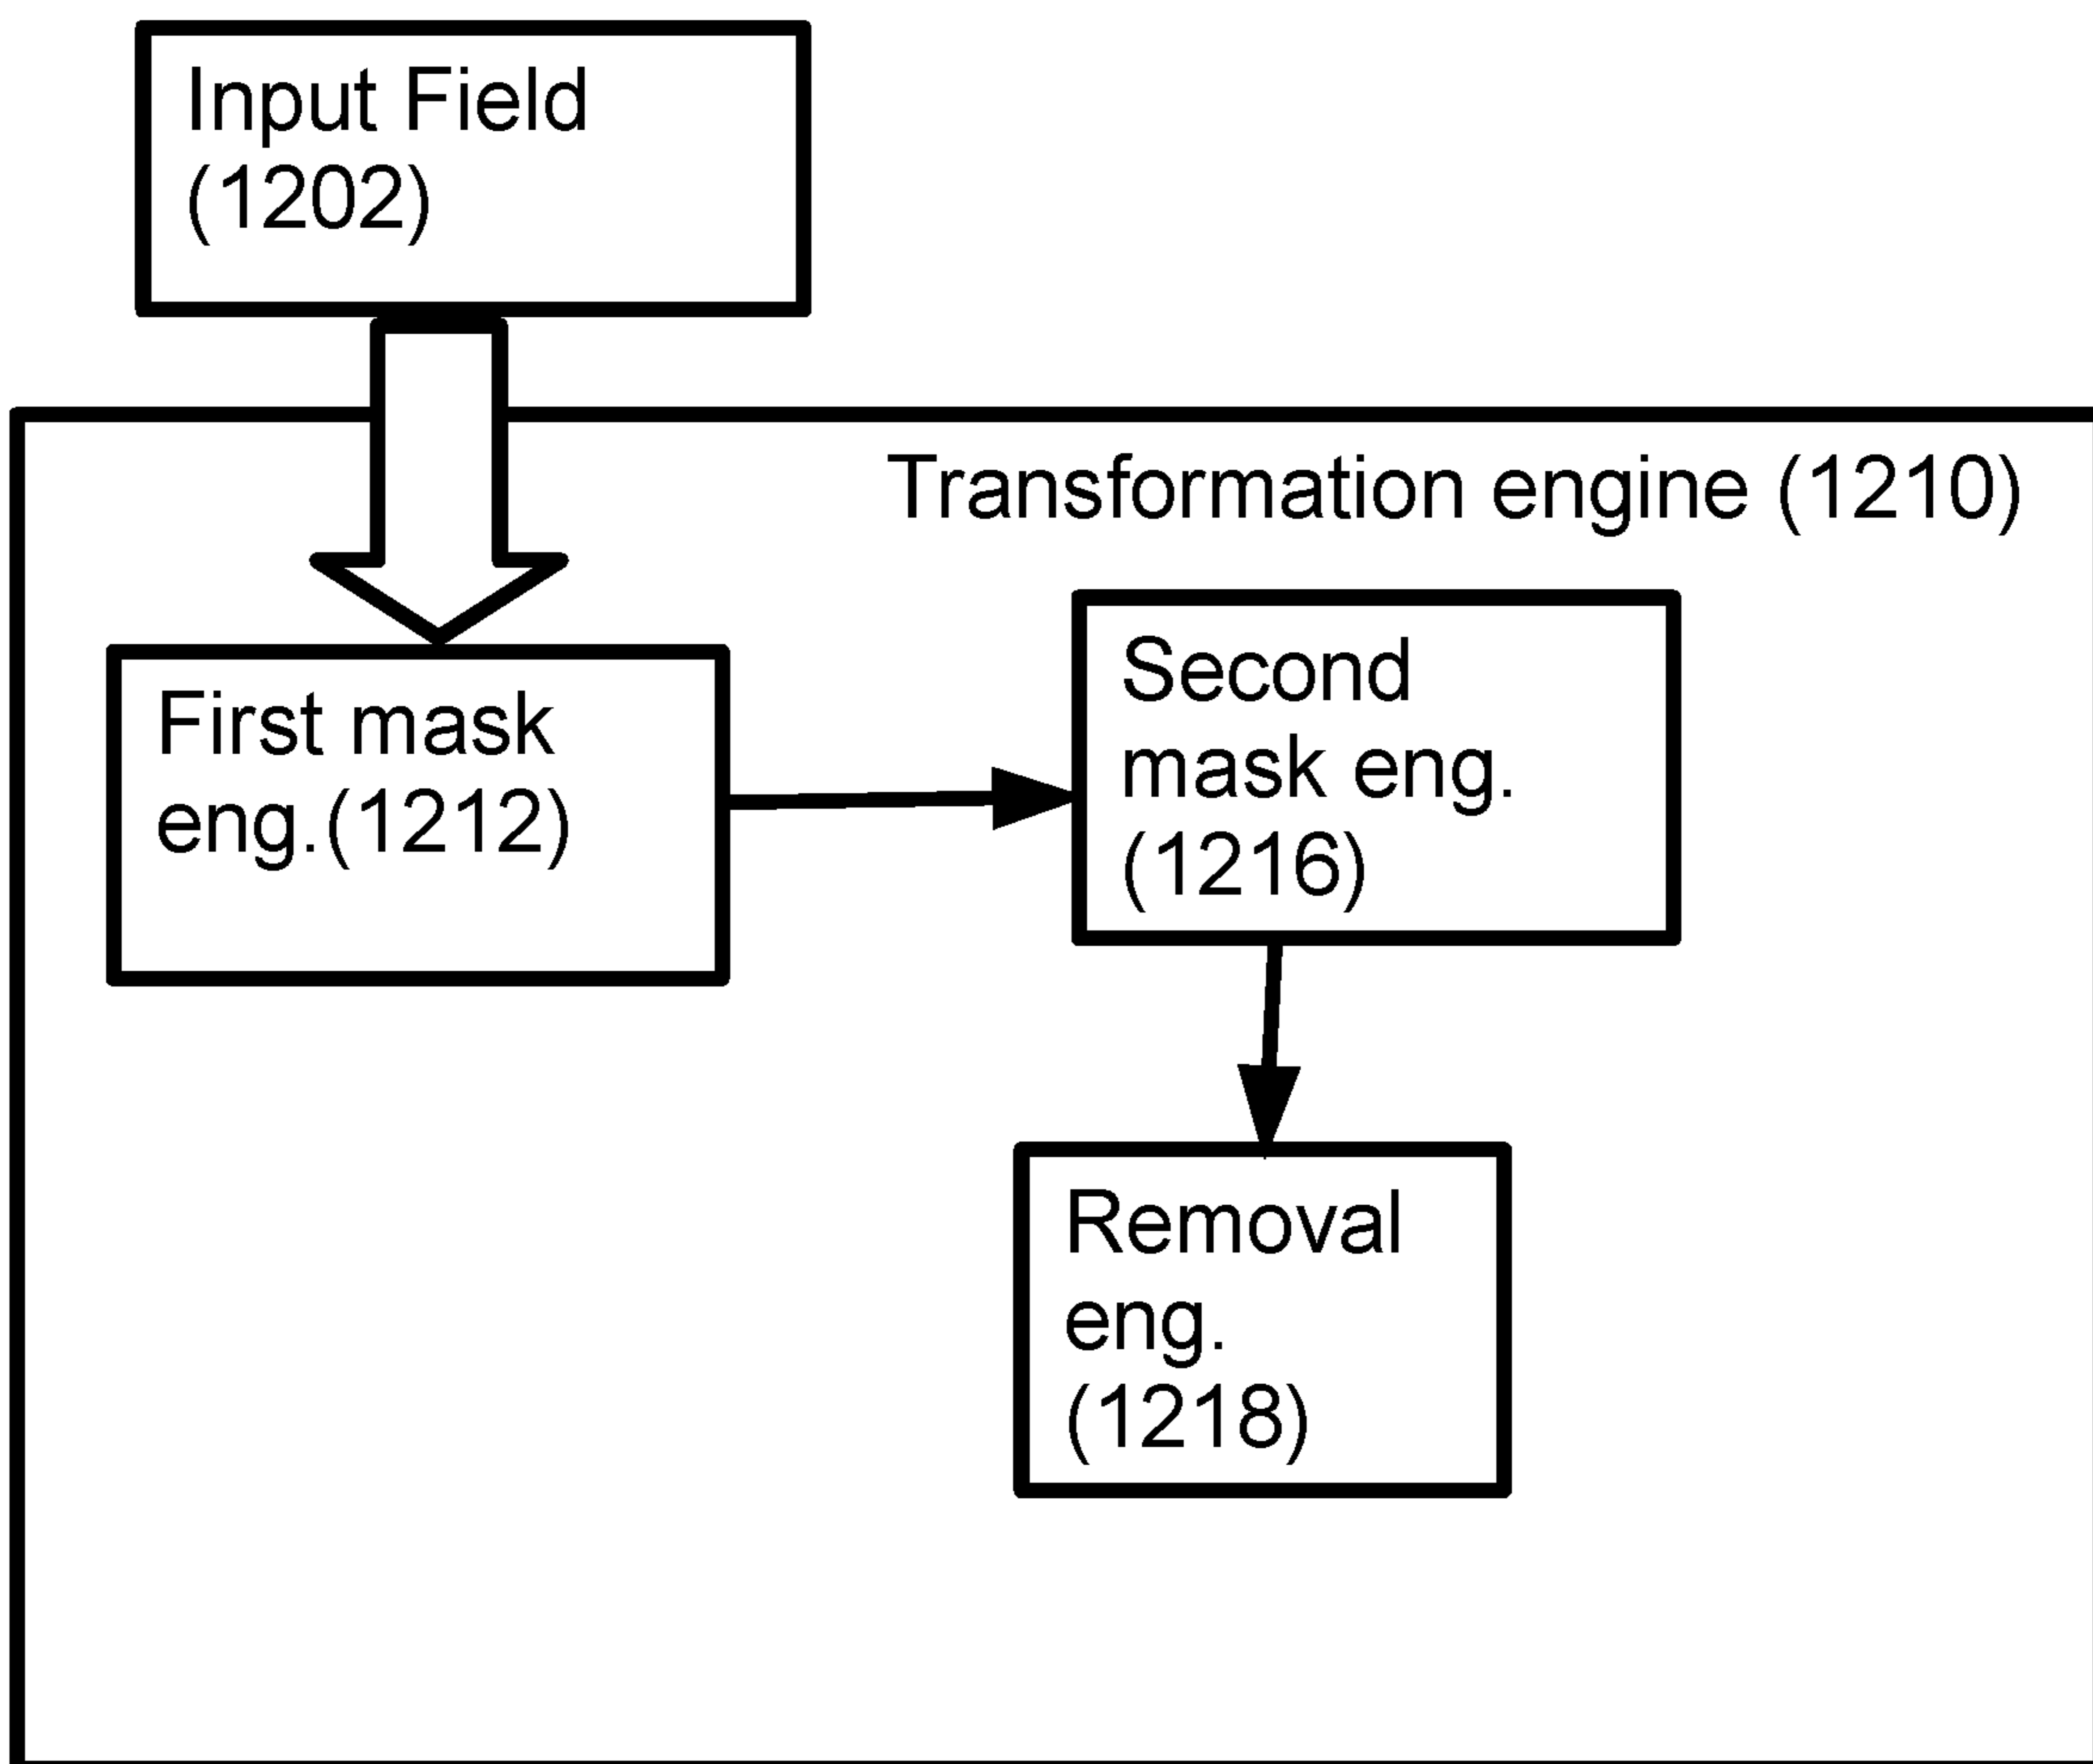 Input Field
(1202)
Transformation engine (1210)
First mask
eng.(1212)
Second
mask eng.
(1216)
Removal
eng.
(1218)